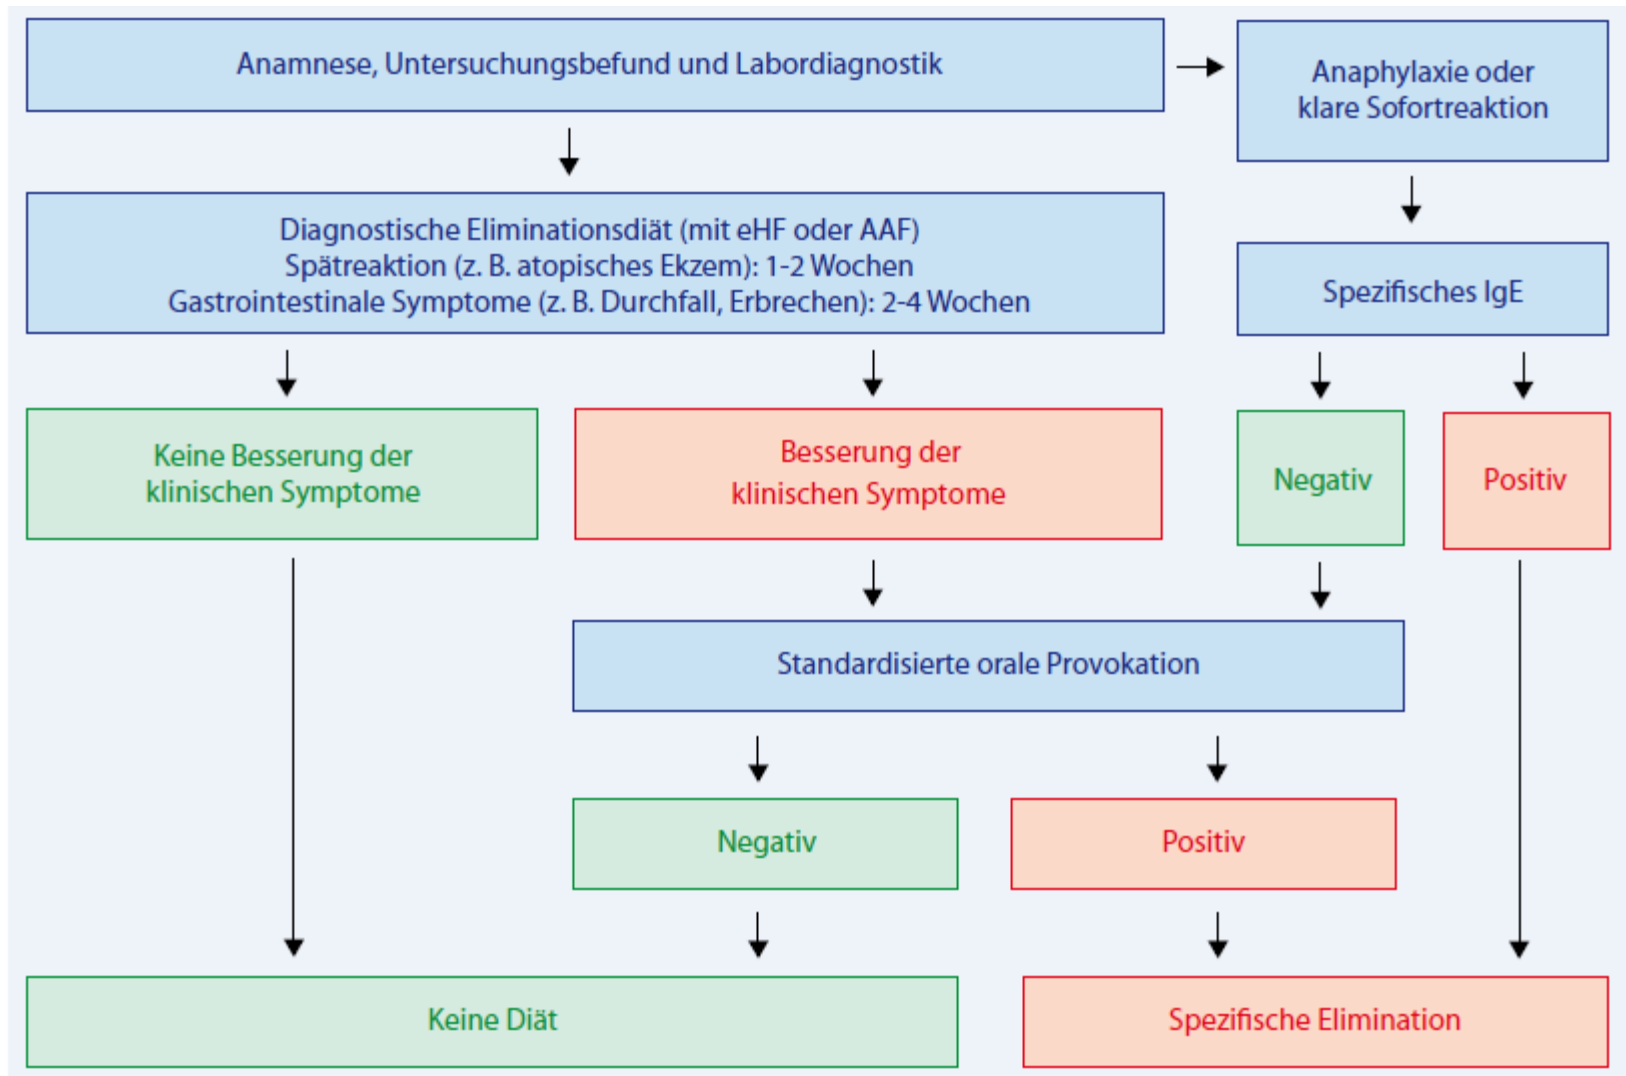 Anamnese, Untersuchungsbefund und Labordiagnostik
Anaphylaxie oder
klare Sofortreaktion
Diagnostische Eliminationsdiät (mit eHF oder AAF)
Spätreaktion (z. B. atopisches Ekzem): 1-2 Wochen
Gastrointestinale Symptome (z. B. Durchfall, Erbrechen): 2-4 Wochen
Spezifisches IgE
Keine Besserung der
klinischen Symptome
Besserung der
klinischen Symptome
Negativ
Positiv
Standardisierte orale Provokation
Negativ
Positiv
Keine Diät
Spezifische Elimination